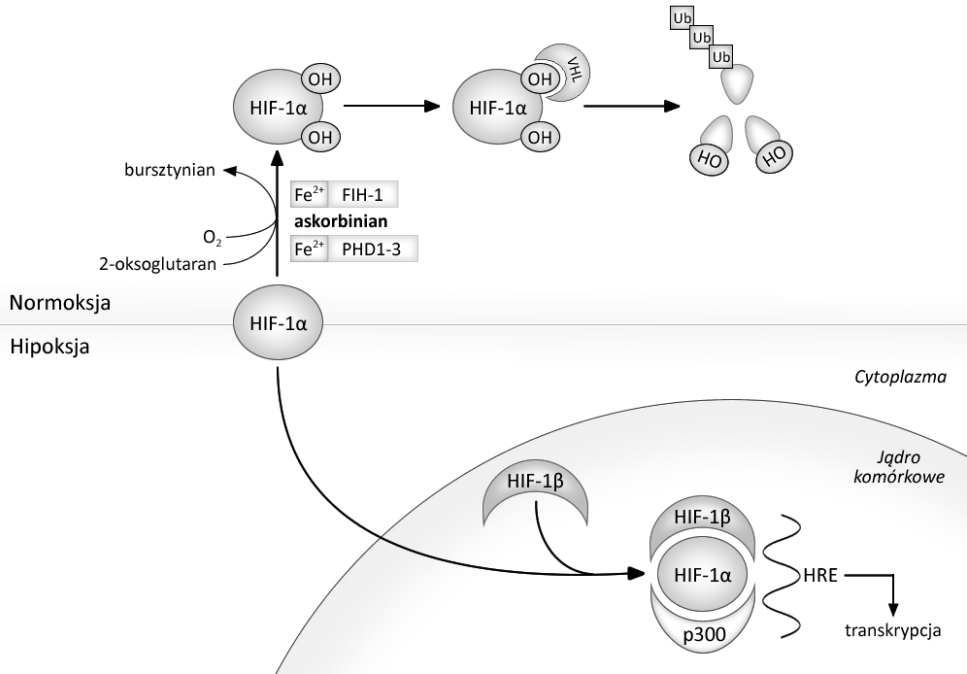 Ub
Ub
Ub
OH
HIF-1α
OH
OH
VHL
HIF-1α
OH
HO
HO
bursztynian
Fe2+ FIH-1
askorbinian
O2
Fe2+ PHD1-3
2-oksoglutaran
Normoksja
HIF-1α
Hipoksja
Cytoplazma
Jądro
komórkowe
HIF-1β
HIF-1β
HIF-1α
HRE
p300
transkrypcja